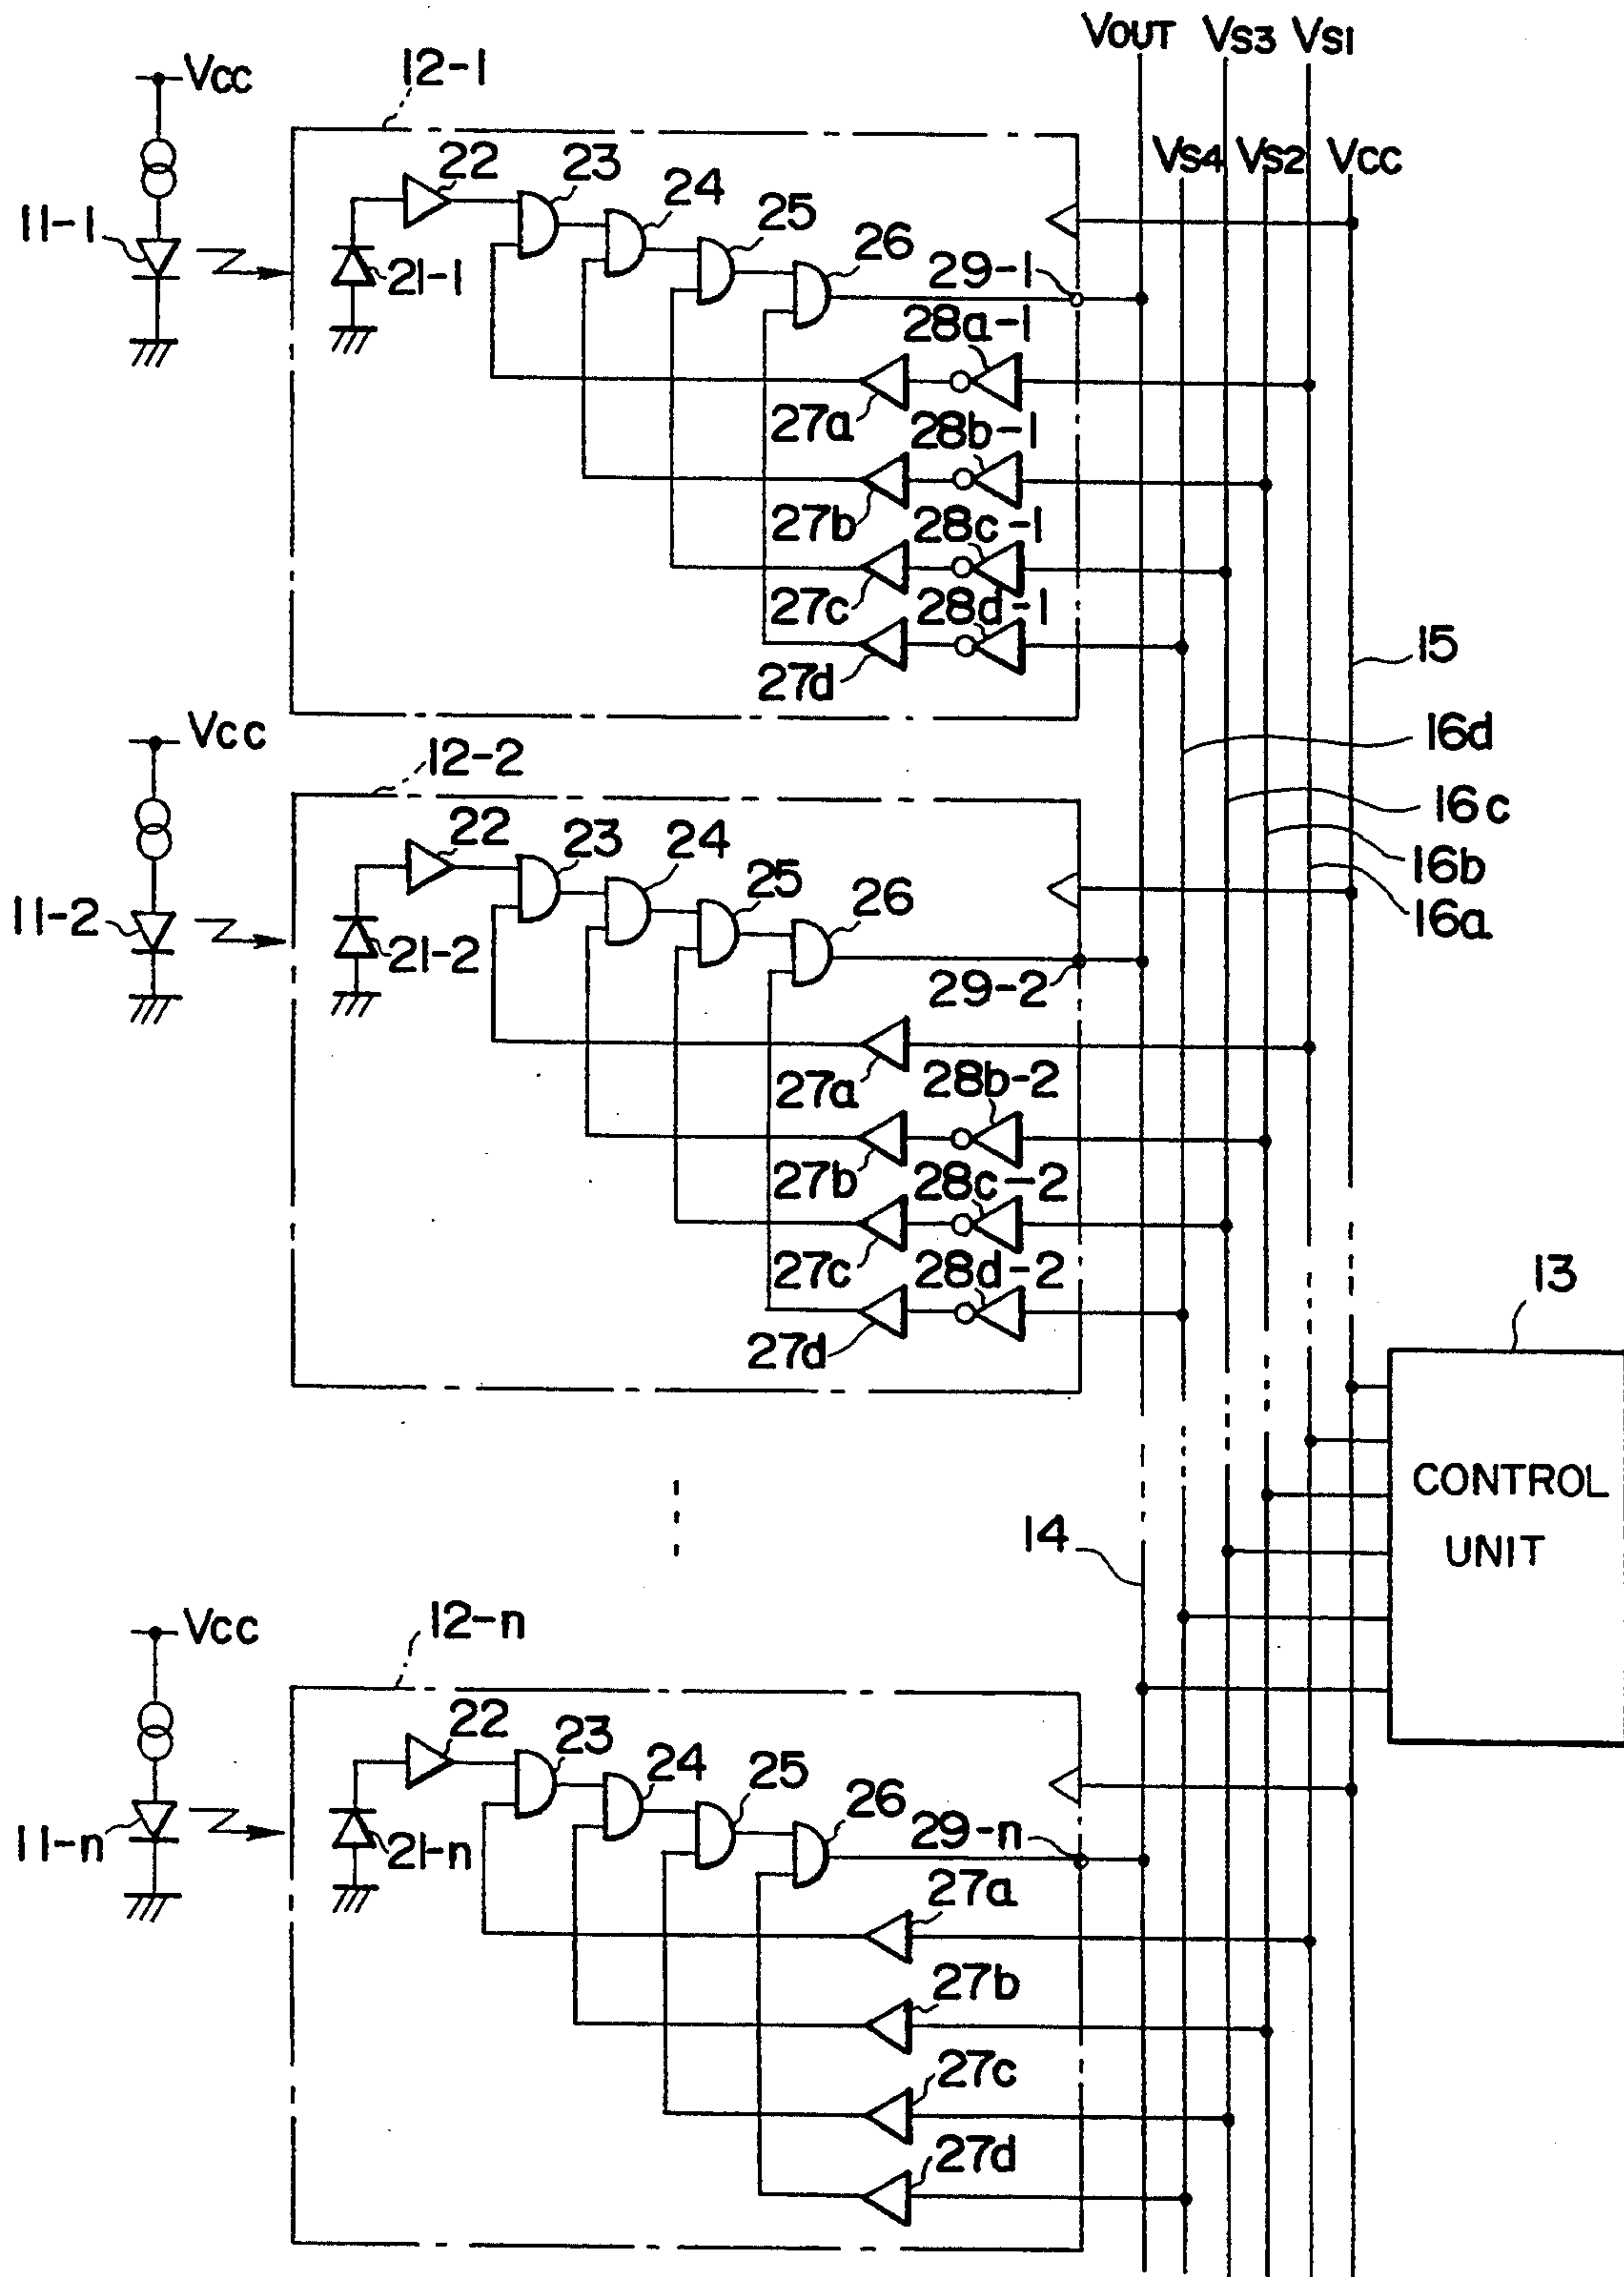 VOUT VS3 VS1
VS4 VS2 VCC
VCC
12-1
22
23
24
25
26
11-1
21-1
29-1
28a-1
27a
28b-1
27b
28c-1
27c
28d-1
27d
15
16d
16c
16b
16a
VCC
12-2
22
23
24
25
26
11-2
21-2
29-2
27a
28b-2
27b
28c-2
27c
28d-2
27d
13
CONTROL
UNIT
14
VCC
12-n
22
23
24
25
26
11-n
21-n
29-n
27a
27b
27c
27d